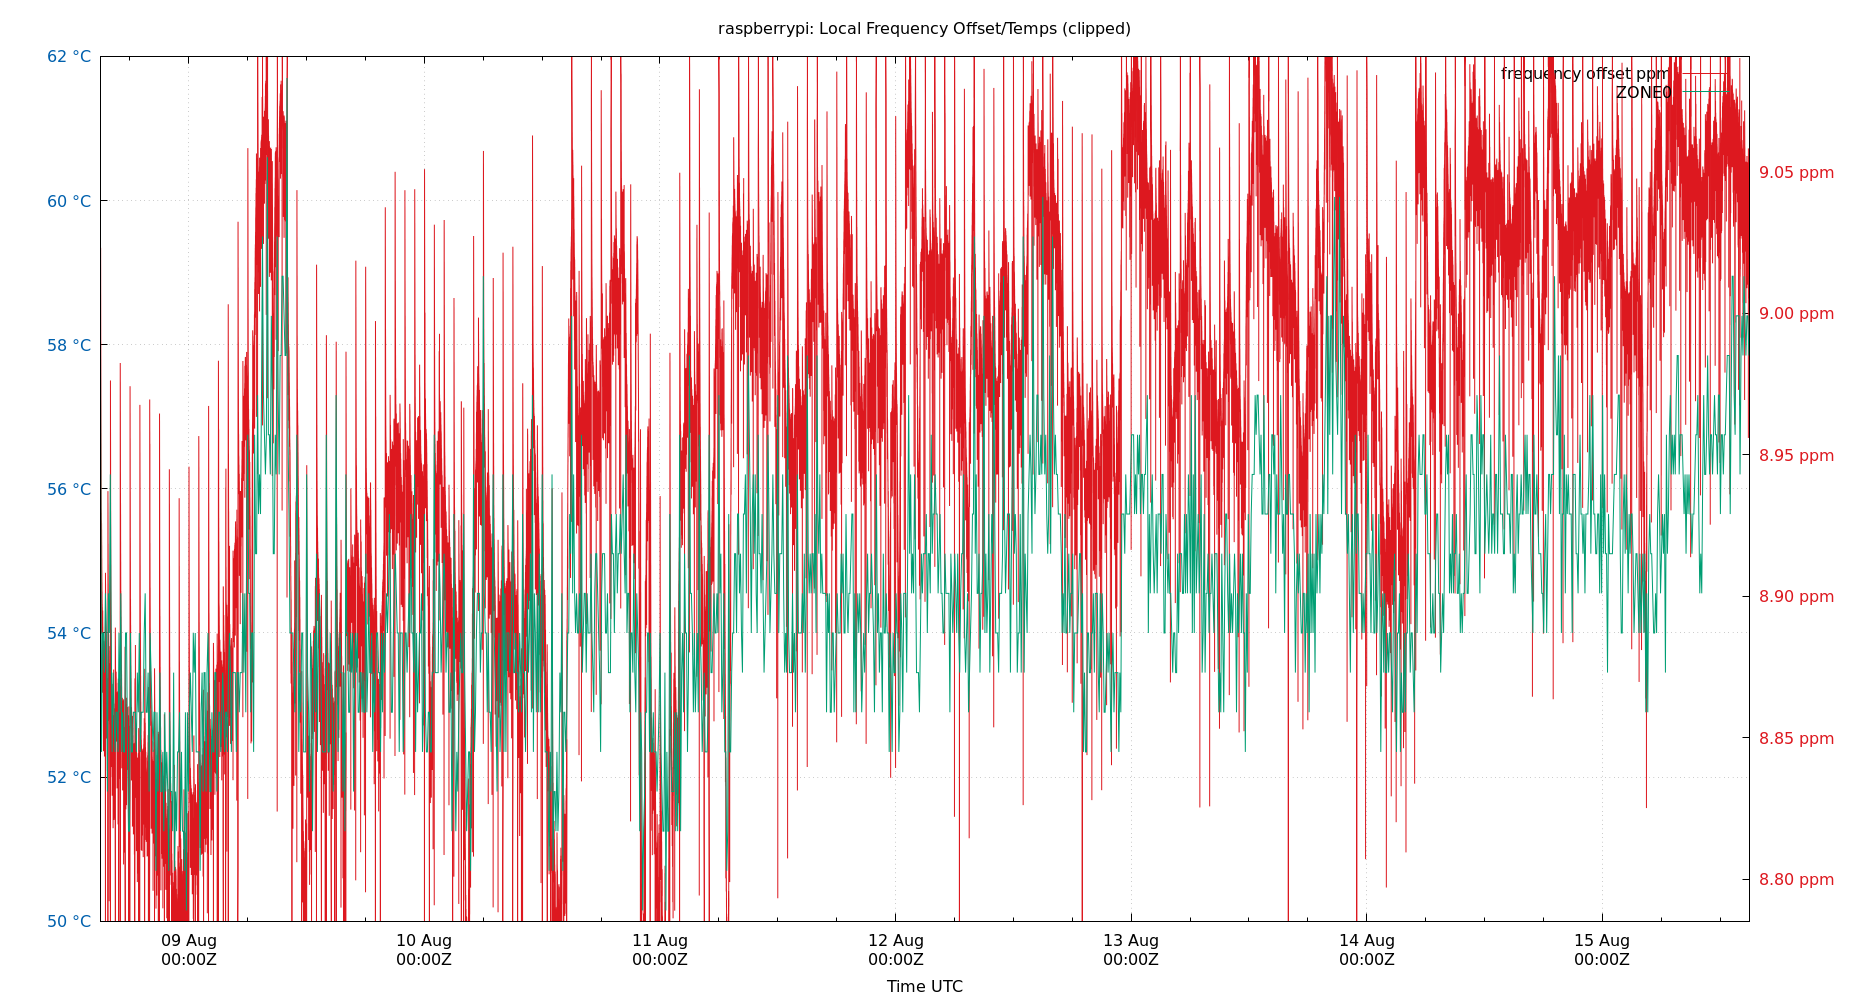 raspberrypi: Local Frequency Offset/Temps (clipped)
62 °C
60 °C
58 °C
56 °C
54 °C
52 °C
50 °C
frequency offset ppm
ZONE0
9.05 ppm
9.00 ppm
8.95 ppm
8.90 ppm
8.85 ppm
8.80 ppm
09 Aug
00:00Z
10 Aug
00:00Z
11 Aug
00:00Z
12 Aug
00:00Z
13 Aug
00:00Z
14 Aug
00:00Z
15 Aug
00:00Z
Time UTC